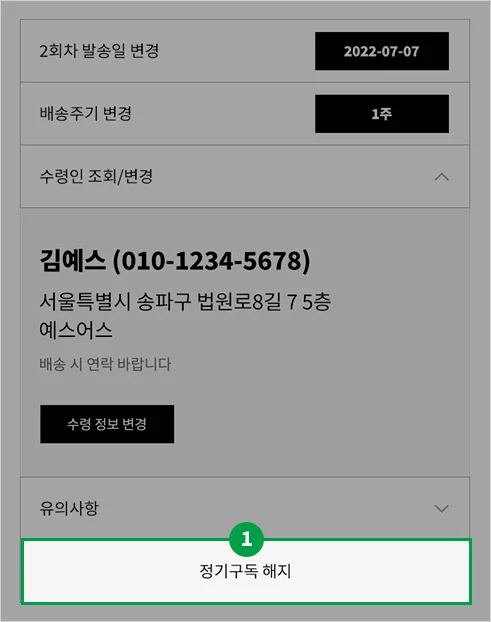 2회차 발송일 변경
2022-07-07
배송주기 변경
1주
수령인 조회/변경
김예스 (010-1234-5678)
서울특별시 송파구 법원로8길 7 5층
예스어스
배송 시 연락 바랍니다
수령 정보 변경
유의사항
1
정기구독 해지